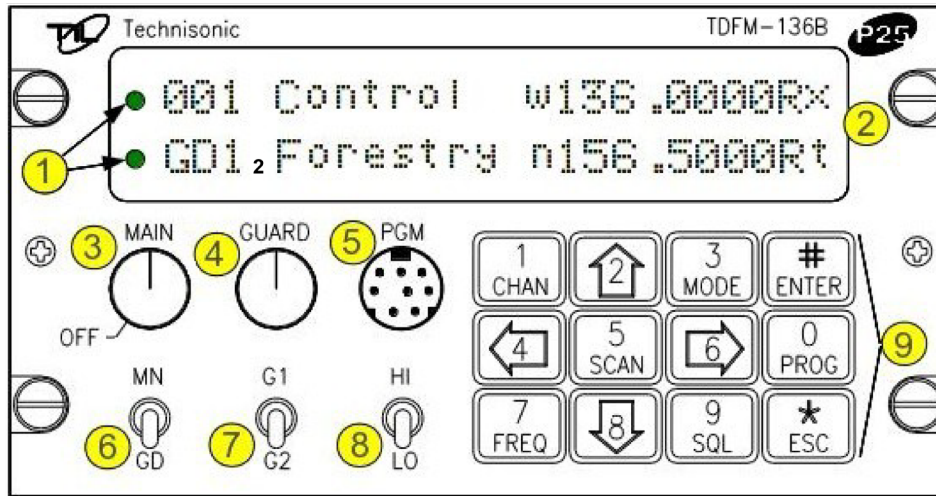 TiL Technisonic TDFM-136B P25
001 Control w136.0000Rx
GD1 2 Forestry n156.5000Rt
1
2
3 MAIN
4 GUARD
5 PGM
OFF
MN G1 HI
6 GD
7 G2
8 LO
1 CHAN
2
3 MODE
# ENTER
4
5 SCAN
6
0 PROG
7 FREQ
8
9 SQL
* ESC
9